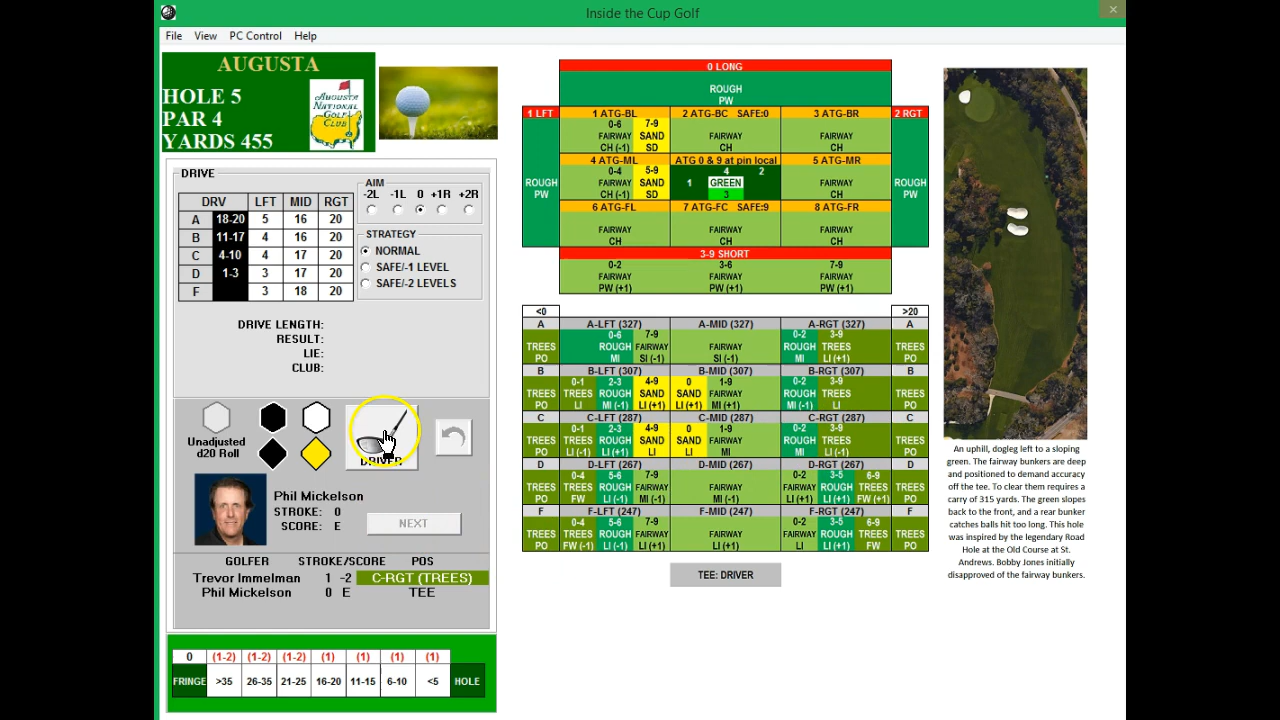 Inside the Cup Golf
File View PC Control Help
AUGUSTA
HOLE 5
PAR 4
YARDS 455
AUGUSTA
NATIONAL
GOLF
CLUB
DRIVE
DRV LFT MID RGT
A 18-20 5 16 20
B 11-17 4 16 20
C 4-10 4 17 20
D 1-3 3 17 20
F 3 18 20
AIM
-2L -1L 0 +1R +2R
STRATEGY
NORMAL
SAFE/-1 LEVEL
SAFE/-2 LEVELS
DRIVE LENGTH:
RESULT:
LIE:
CLUB:
Unadjusted
d20 Roll
DRIVER
Phil Mickelson
STROKE: 0
SCORE: E
NEXT
GOLFER STROKE/SCORE POS
Trevor Immelman 1 -2 C-RGT (TREES)
Phil Mickelson 0 E TEE
0 (1-2) (1-2) (1-2) (1) (1) (1) (1)
FRINGE >35 26-35 21-25 16-20 11-15 6-10 <5 HOLE
0 LONG
ROUGH
PW
1 LFT 1 ATG-BL 2 ATG-BC SAFE:0 3 ATG-BR 2 RGT
0-6 7-9
FAIRWAY SAND FAIRWAY FAIRWAY
CH (-1) SD CH CH
4 ATG-ML ATG 0 & 9 at pin local 5 ATG-MR
0-4 5-9 4 2
ROUGH FAIRWAY SAND 1 GREEN FAIRWAY ROUGH
PW CH (-1) SD 3 CH PW
6 ATG-FL 7 ATG-FC SAFE:9 8 ATG-FR
FAIRWAY FAIRWAY FAIRWAY
CH CH CH
3-9 SHORT
0-2 3-6 7-9
FAIRWAY FAIRWAY FAIRWAY
PW (+1) PW (+1) PW (+1)
<0 >20
A A-LFT (327) A-MID (327) A-RGT (327) A
0-6 7-9 0-2 3-9
TREES ROUGH FAIRWAY FAIRWAY ROUGH TREES TREES
PO MI SI (-1) SI (-1) MI LI (+1) PO
B B-LFT (307) B-MID (307) B-RGT (307) B
0-1 2-3 4-9 0 1-9 0-2 3-9
TREES TREES ROUGH SAND SAND FAIRWAY ROUGH TREES TREES
PO LI MI (-1) LI (+1) LI (+1) MI (+1) MI (-1) LI PO
C C-LFT (287) C-MID (287) C-RGT (287) C
0-1 2-3 4-9 0 1-9 0-2 3-9
TREES TREES ROUGH SAND SAND FAIRWAY ROUGH TREES TREES
PO LI (-1) LI (+1) LI LI MI LI (+1) LI (-1) PO
D D-LFT (267) D-MID (267) D-RGT (267) D
0-4 5-6 7-9 0-2 3-5 6-9
TREES TREES ROUGH FAIRWAY FAIRWAY FAIRWAY ROUGH TREES TREES
PO FW LI (-1) MI (-1) MI (-1) LI (+1) LI (+1) FW (+1) PO
F F-LFT (247) F-MID (247) F-RGT (247) F
0-4 5-6 7-9 0-2 3-5 6-9
TREES TREES ROUGH FAIRWAY FAIRWAY FAIRWAY ROUGH TREES TREES
PO FW (-1) LI (-1) LI (+1) LI (+1) LI LI (-1) FW PO
TEE: DRIVER
An uphill, dogleg left to a sloping
green. The fairway bunkers are deep
and positioned to demand accuracy
off the tee. To clear them requires a
carry of 315 yards. The green slopes
back to the front, and a rear bunker
catches balls hit too long. This hole
was inspired by the legendary Road
Hole at the Old Course at St.
Andrews. Bobby Jones initially
disapproved of the fairway bunkers.